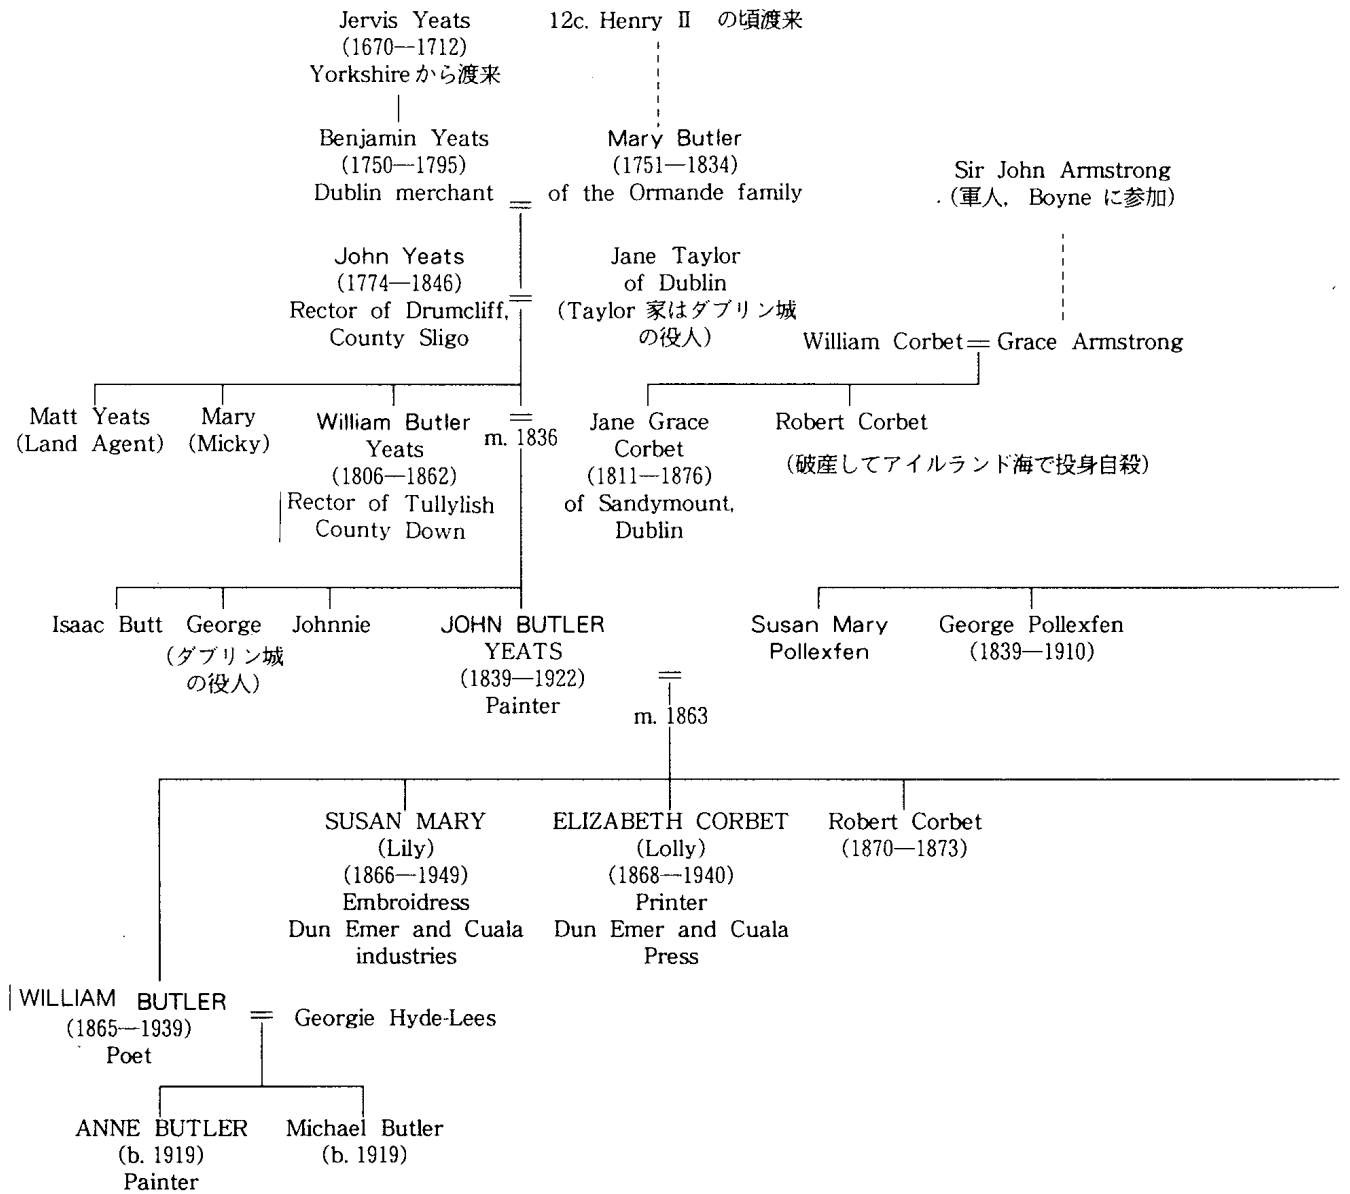 Jervis Yeats
(1670—1712)
Yorkshireから渡来
12c. Henry Ⅱ の頃渡来
Benjamin Yeats
(1750—1795)
Dublin merchant
Mary Butler
(1751—1834)
of the Ormande family
Sir John Armstrong
(軍人, Boyne に参加)
John Yeats
(1774—1846)
Rector of Drumcliff,
County Sligo
Jane Taylor
of Dublin
(Taylor 家はダブリン城
の役人)
William Corbet
Grace Armstrong
Matt Yeats
(Land Agent)
Mary
(Micky)
William Butler
Yeats
(1806—1862)
Rector of Tullylish
County Down
m. 1836
Jane Grace
Corbet
(1811—1876)
of Sandymount,
Dublin
Robert Corbet
(破産してアイルランド海で投身自殺)
Isaac Butt
George
(ダブリン城
の役人)
Johnnie
JOHN BUTLER
YEATS
(1839—1922)
Painter
m. 1863
Susan Mary
Pollexfen
George Pollexfen
(1839—1910)
SUSAN MARY
(Lily)
(1866—1949)
Embroidress
Dun Emer and Cuala
industries
ELIZABETH CORBET
(Lolly)
(1868—1940)
Printer
Dun Emer and Cuala
Press
Robert Corbet
(1870—1873)
WILLIAM BUTLER
(1865—1939)
Poet
Georgie Hyde-Lees
ANNE BUTLER
(b. 1919)
Painter
Michael Butler
(b. 1919)